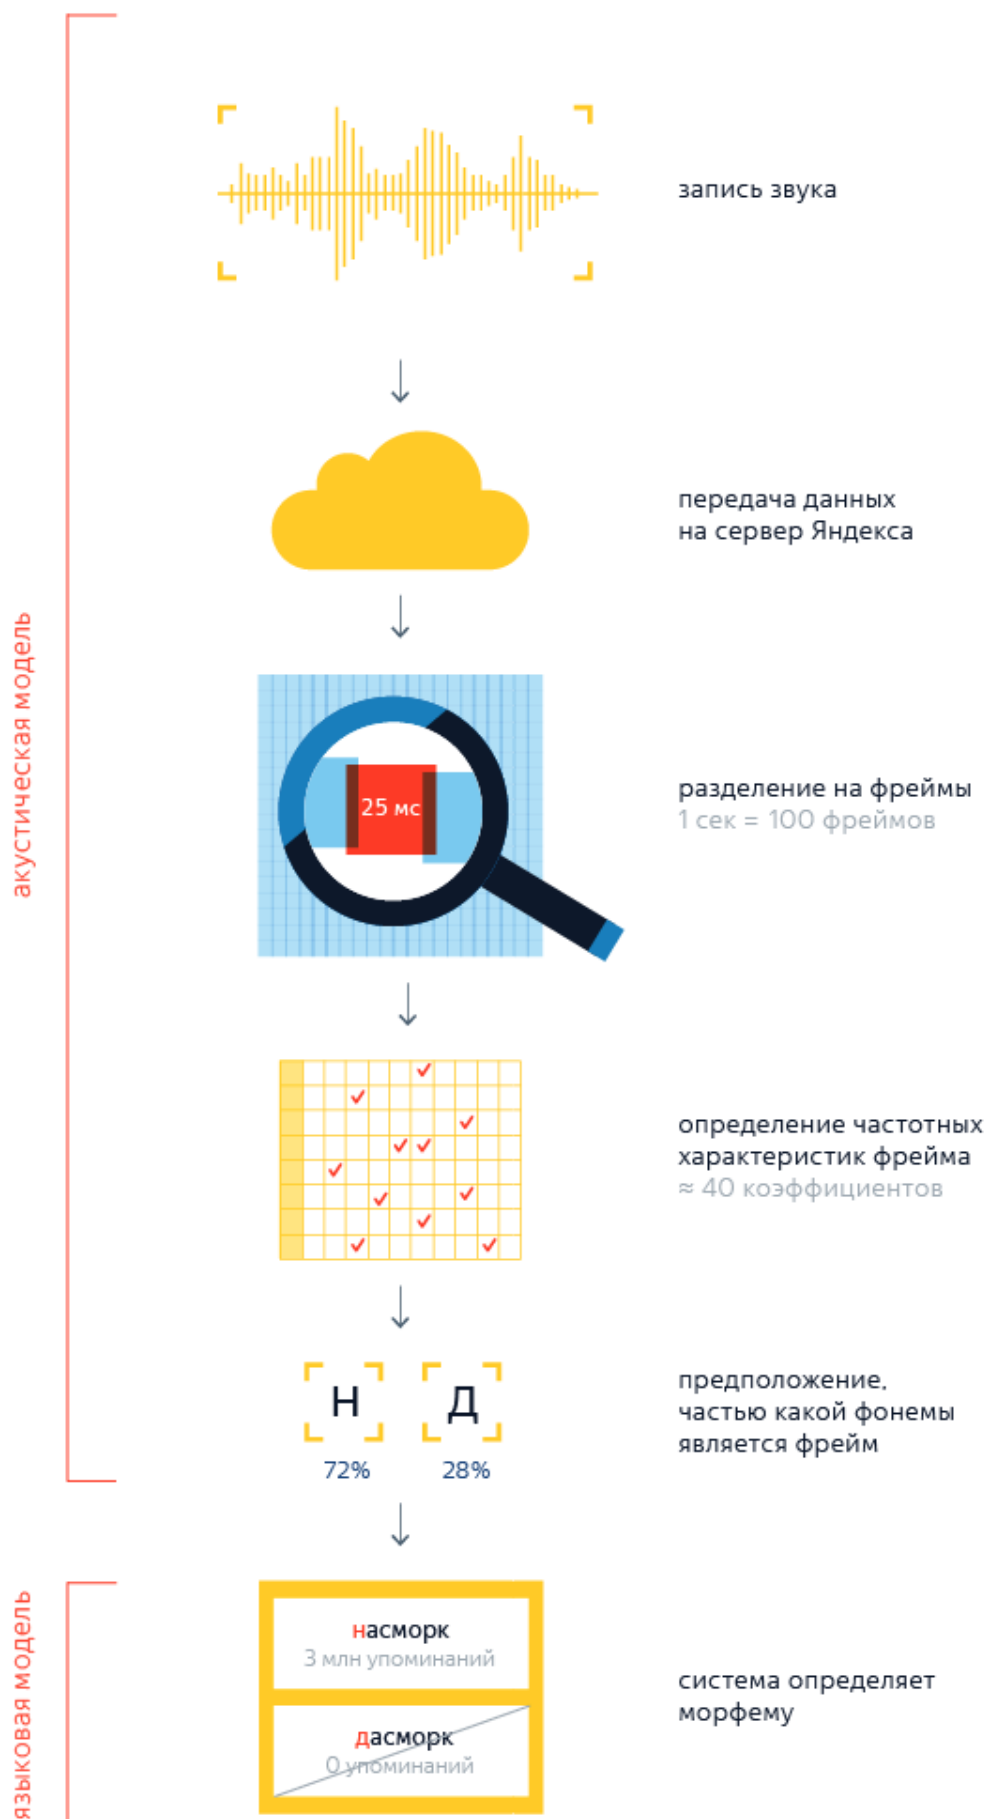 акустическая модель
запись звука
передача данных
на сервер Яндекса
25 мс
разделение на фреймы
1 сек = 100 фреймов
определение частотных
характеристик фрейма
≈ 40 коэффициентов
Н Д
72% 28%
предположение,
частью какой фонемы
является фрейм
языковая модель
насморк
3 млн упоминаний
дасморк
0 упоминаний
система определяет
морфему